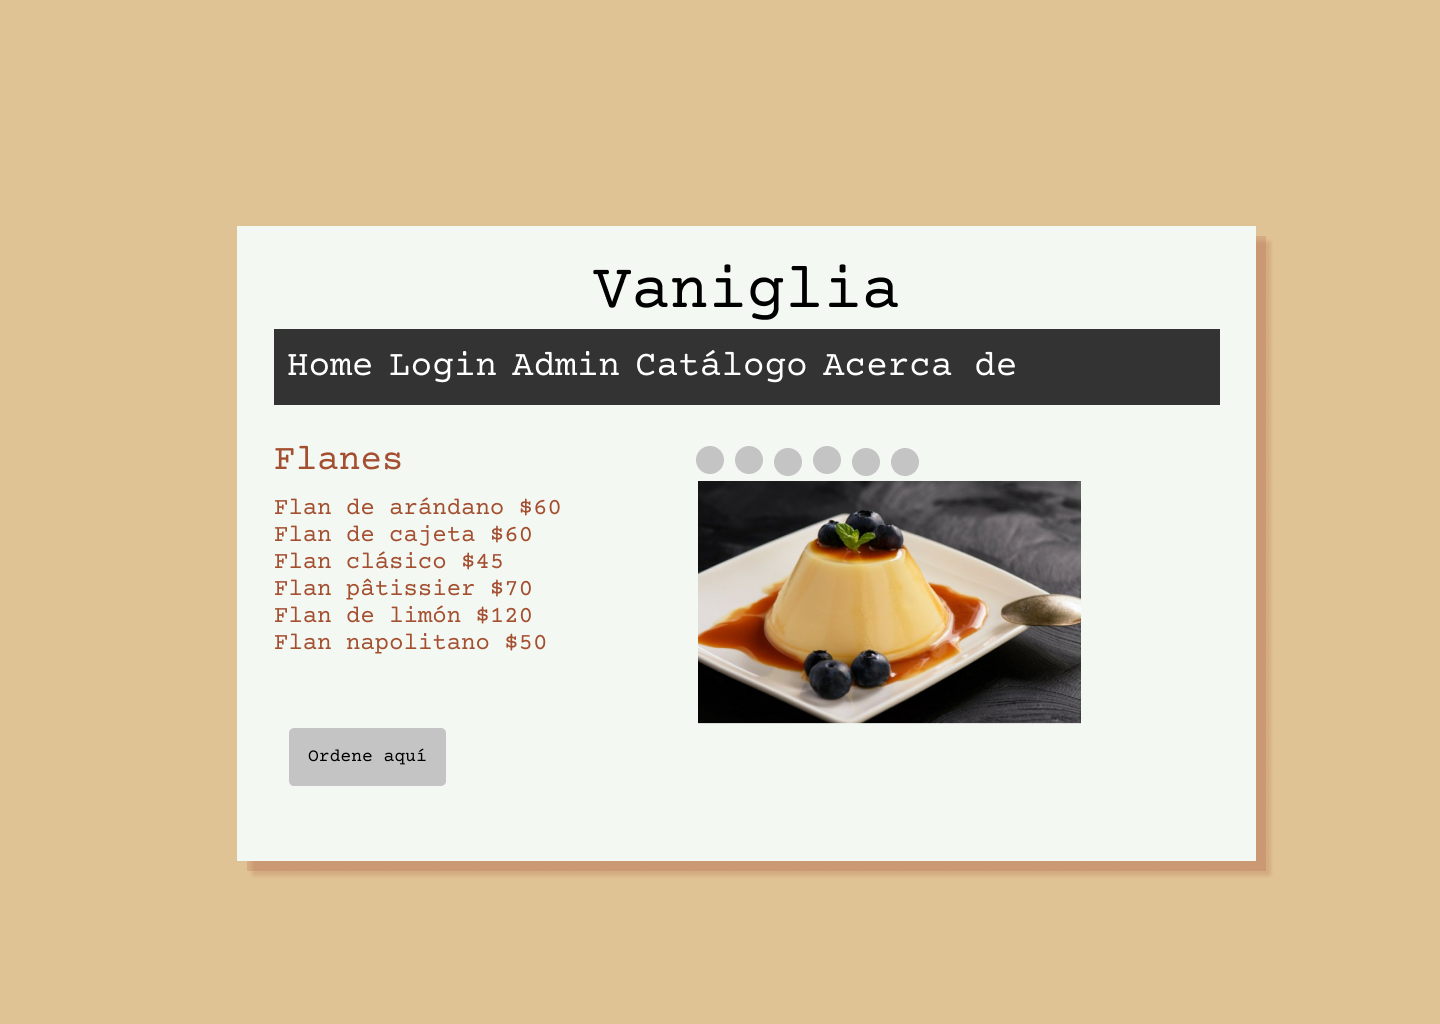 Vaniglia
Home Login Admin Catálogo Acerca de
Flanes
Flan de arándano $60
Flan de cajeta $60
Flan clásico $45
Flan pâtissier $70
Flan de limón $120
Flan napolitano $50
Ordene aquí